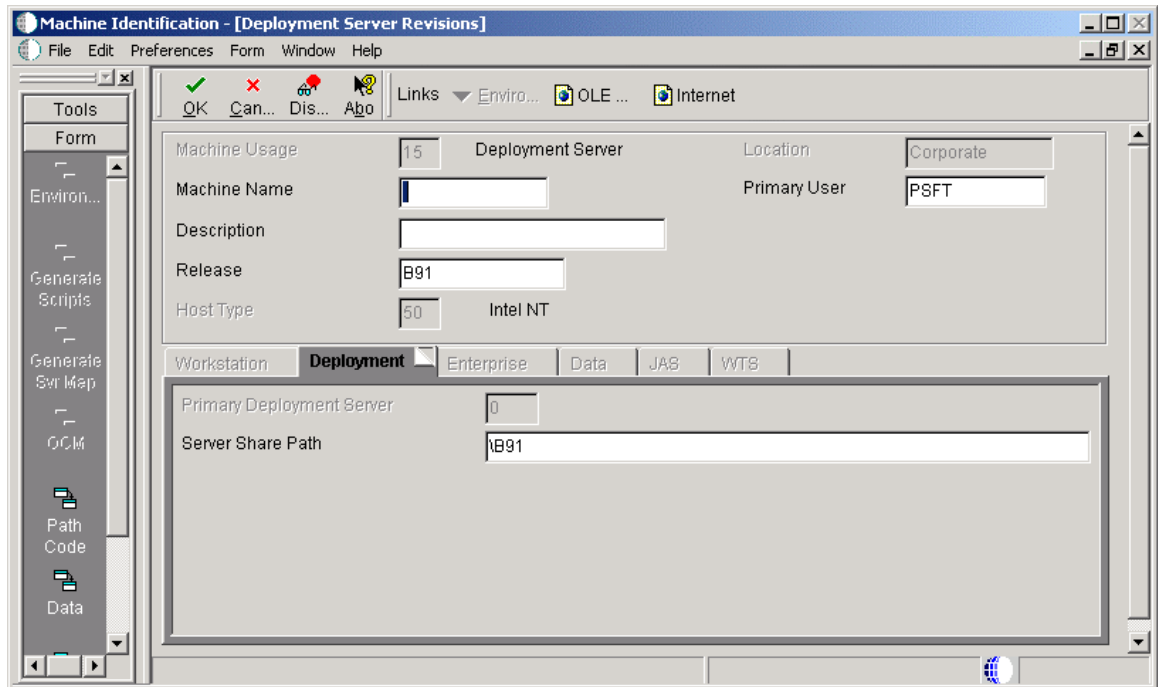 Machine Identification - [Deployment Server Revisions]
File Edit Preferences Form Window Help
Tools
Form
Environ...
Generate
Scripts
Generate
Svr Map
OCM
Path
Code
Data
OK Can... Dis... Abo Links Enviro... OLE ... Internet
Machine Usage 15 Deployment Server Location Corporate
Machine Name Primary User PSFT
Description
Release B91
Host Type 50 Intel NT
Workstation Deployment Enterprise Data JAS WTS
Primary Deployment Server 0
Server Share Path \B91